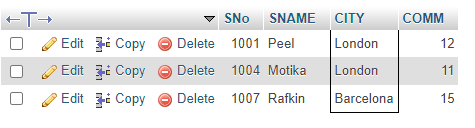 SNo SNAME CITY COMM
Edit Copy Delete 1001 Peel London 12
Edit Copy Delete 1004 Motika London 11
Edit Copy Delete 1007 Rafkin Barcelona 15